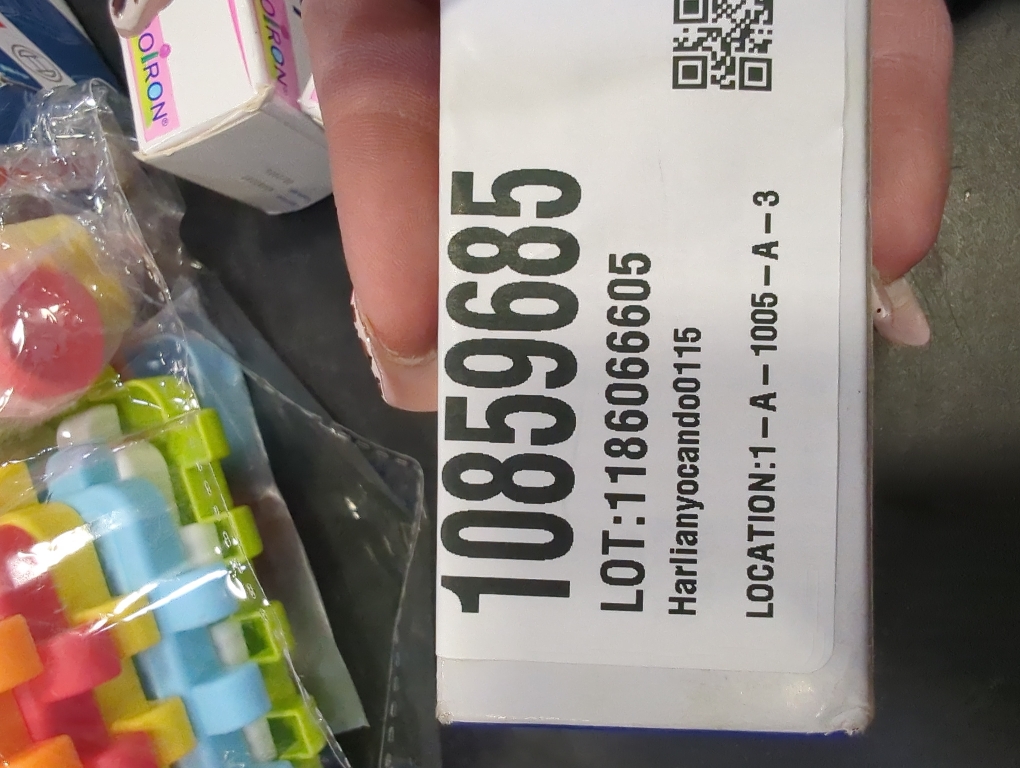 10859685
LOT:1186066605
Harlianyocando0115
LOCATION:1-A-1005-A-3
OIRON®
OIRON